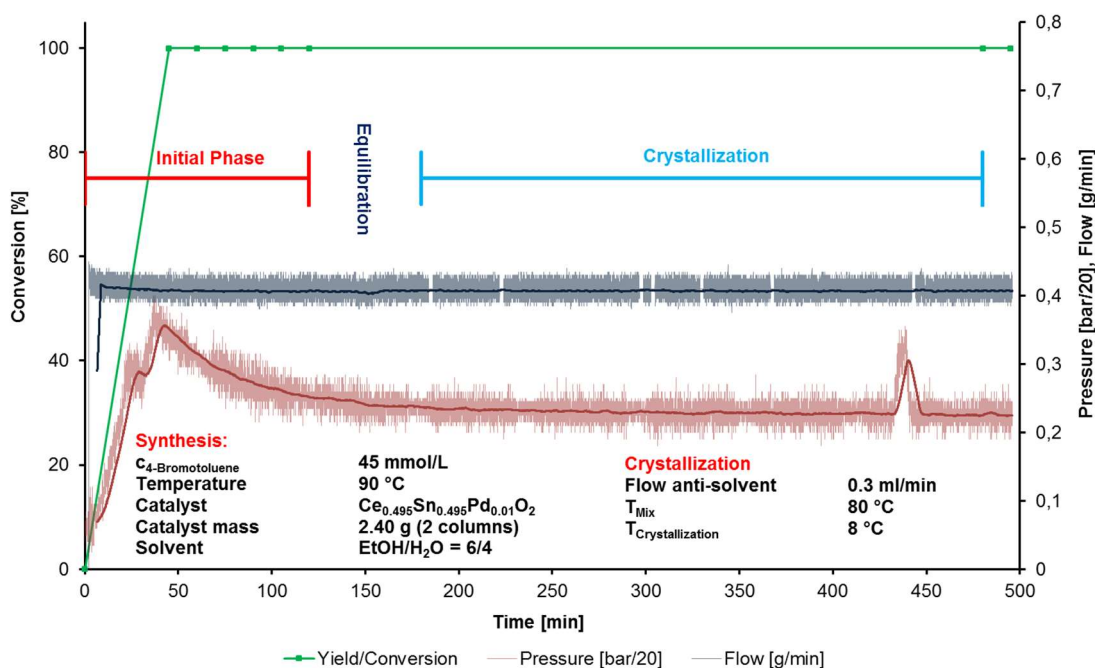 Conversion [%]
100
80
60
40
20
0
0,8
0,7
0,6
0,5
0,4
0,3
0,2
0,1
0
Pressure [bar/20], Flow [g/min]
Initial Phase
Equilibration
Crystallization
Synthesis:
c4-Bromotoluene 45 mmol/L
Temperature 90 °C
Catalyst Ce0.495Sn0.495Pd0.01O2
Catalyst mass 2.40 g (2 columns)
Solvent EtOH/H2O = 6/4
Crystallization
Flow anti-solvent 0.3 ml/min
TMix 80 °C
TCrystallization 8 °C
0 50 100 150 200 250 300 350 400 450 500
Time [min]
Yield/Conversion Pressure [bar/20] Flow [g/min]